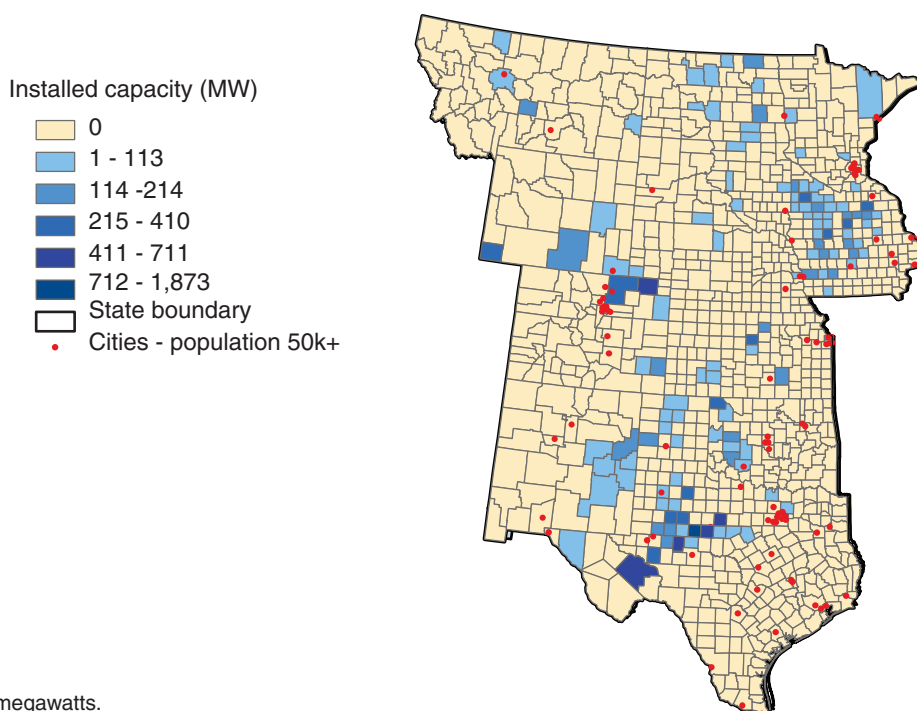 Installed capacity (MW)
0
1 - 113
114 -214
215 - 410
411 - 711
712 - 1,873
State boundary
Cities - population 50k+
megawatts.